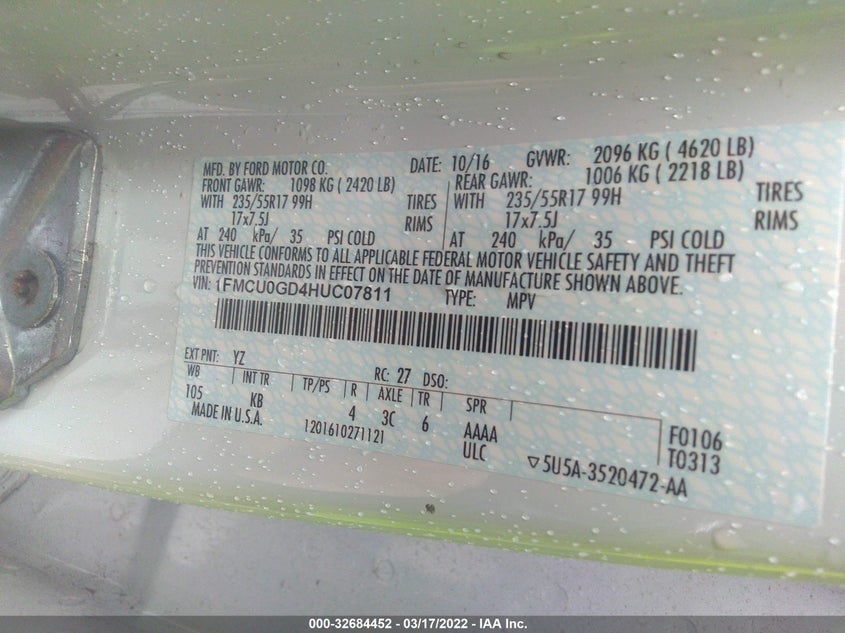 MFD. BY FORD MOTOR CO. DATE: 10/16 GVWR: 2096 KG ( 4620 LB)
FRONT GAWR: 1098 KG ( 2420 LB) REAR GAWR: 1006 KG ( 2218 LB)
WITH 235/55R17 99H TIRES WITH 235/55R17 99H TIRES
17x7.5J RIMS 17x7.5J RIMS
AT 240 kPa/ 35 PSI COLD AT 240 kPa/ 35 PSI COLD
THIS VEHICLE CONFORMS TO ALL APPLICABLE FEDERAL MOTOR VEHICLE SAFETY AND THEFT
PREVENTION STANDARDS IN EFFECT ON THE DATE OF MANUFACTURE SHOWN ABOVE.
VIN: 1FMCU0GD4HUC07811 TYPE: MPV
EXT PNT: YZ RC: 27 DSO:
WB INT TR TP/PS R AXLE TR SPR
105 KB 4 3C 6 AAAA F0106
MADE IN U.S.A. 1201610271121 ULC T0313
▽5U5A-3520472-AA
000-32684452 - 03/17/2022 - IAA Inc.